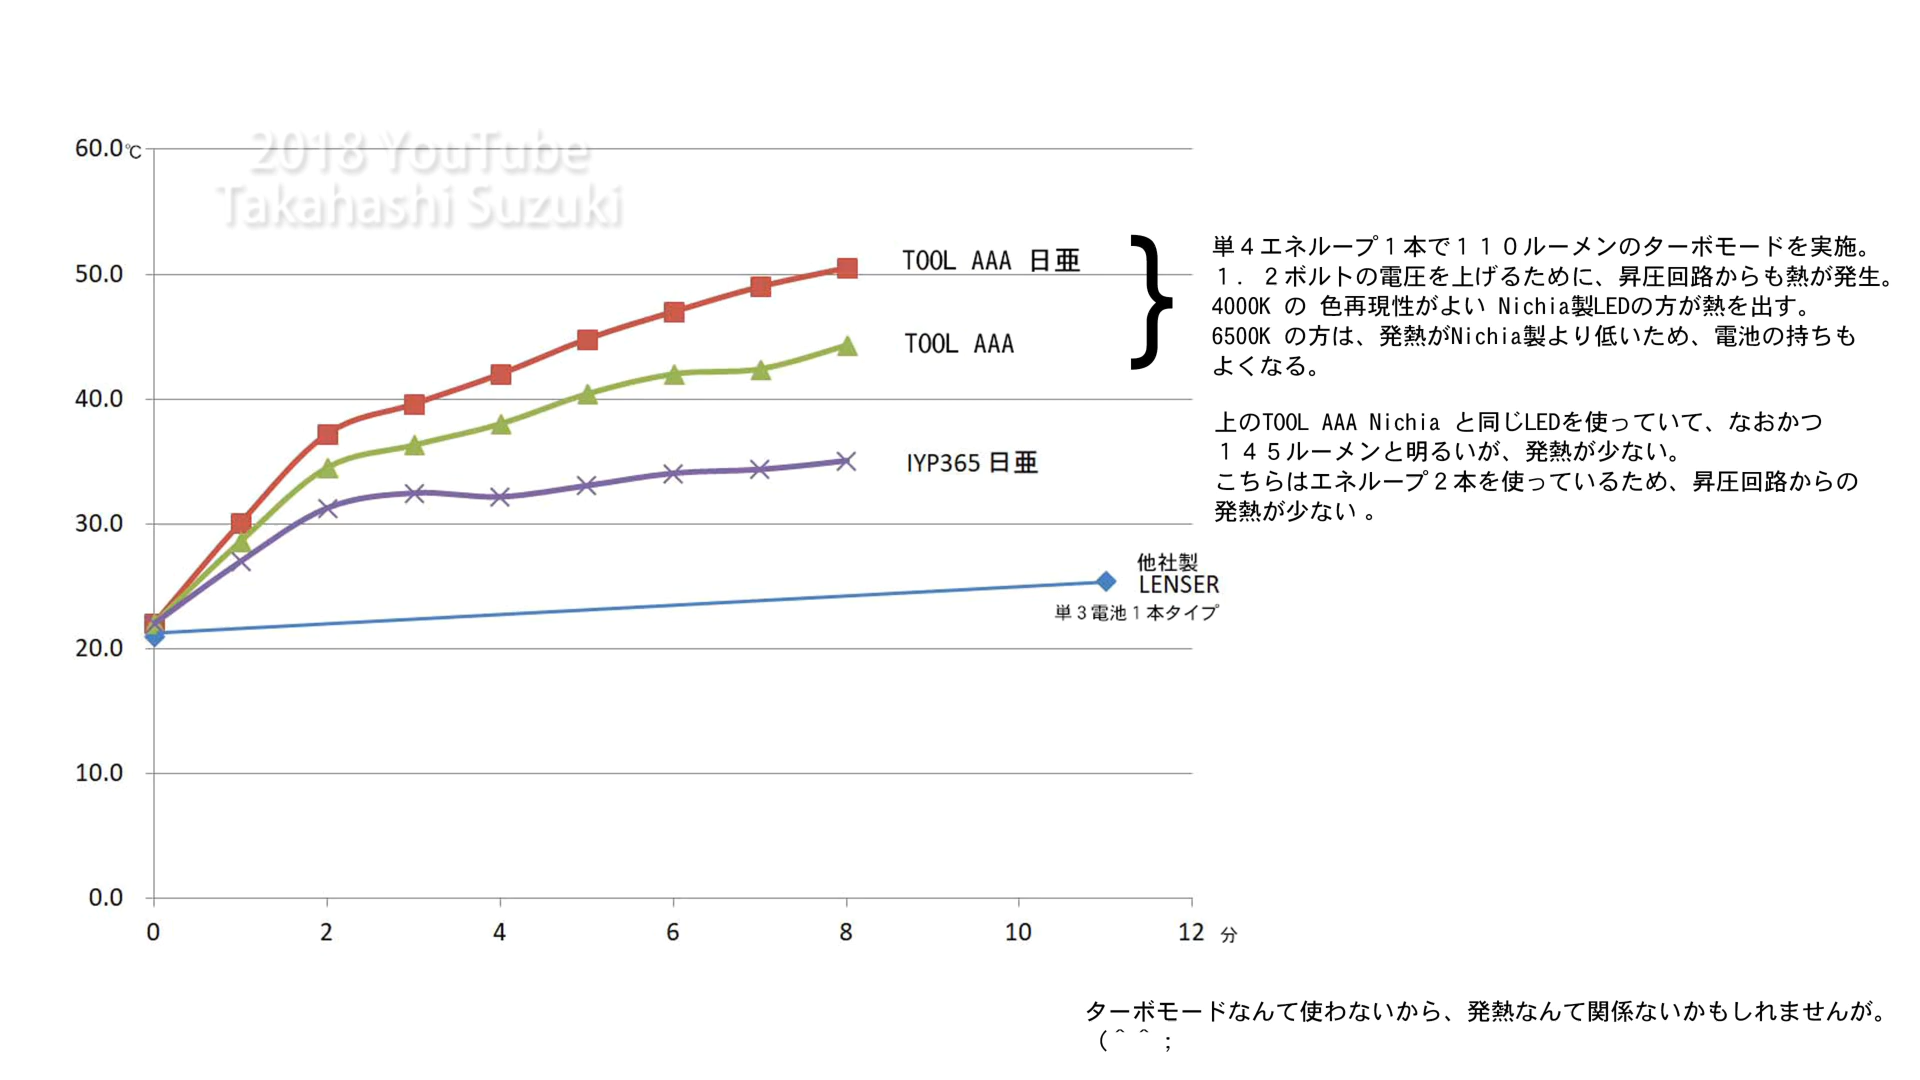 2018 YouTube
Takahashi Suzuki
60.0℃
50.0
40.0
30.0
20.0
10.0
0.0
0 2 4 6 8 10 12 分
TOOL AAA 日亜
TOOL AAA
IYP365 日亜
他社製
LENSER
単３電池１本タイプ
}
単４エネループ１本で１１０ルーメンのターボモードを実施。
１．２ボルトの電圧を上げるために、昇圧回路からも熱が発生。
4000K の 色再現性がよい Nichia製LEDの方が熱を出す。
6500K の方は、発熱がNichia製より低いため、電池の持ちも
よくなる。
上のTOOL AAA Nichia と同じLEDを使っていて、なおかつ
１４５ルーメンと明るいが、発熱が少ない。
こちらはエネループ２本を使っているため、昇圧回路からの
発熱が少ない 。
ターボモードなんて使わないから、発熱なんて関係ないかもしれませんが。
（＾ ＾ ；